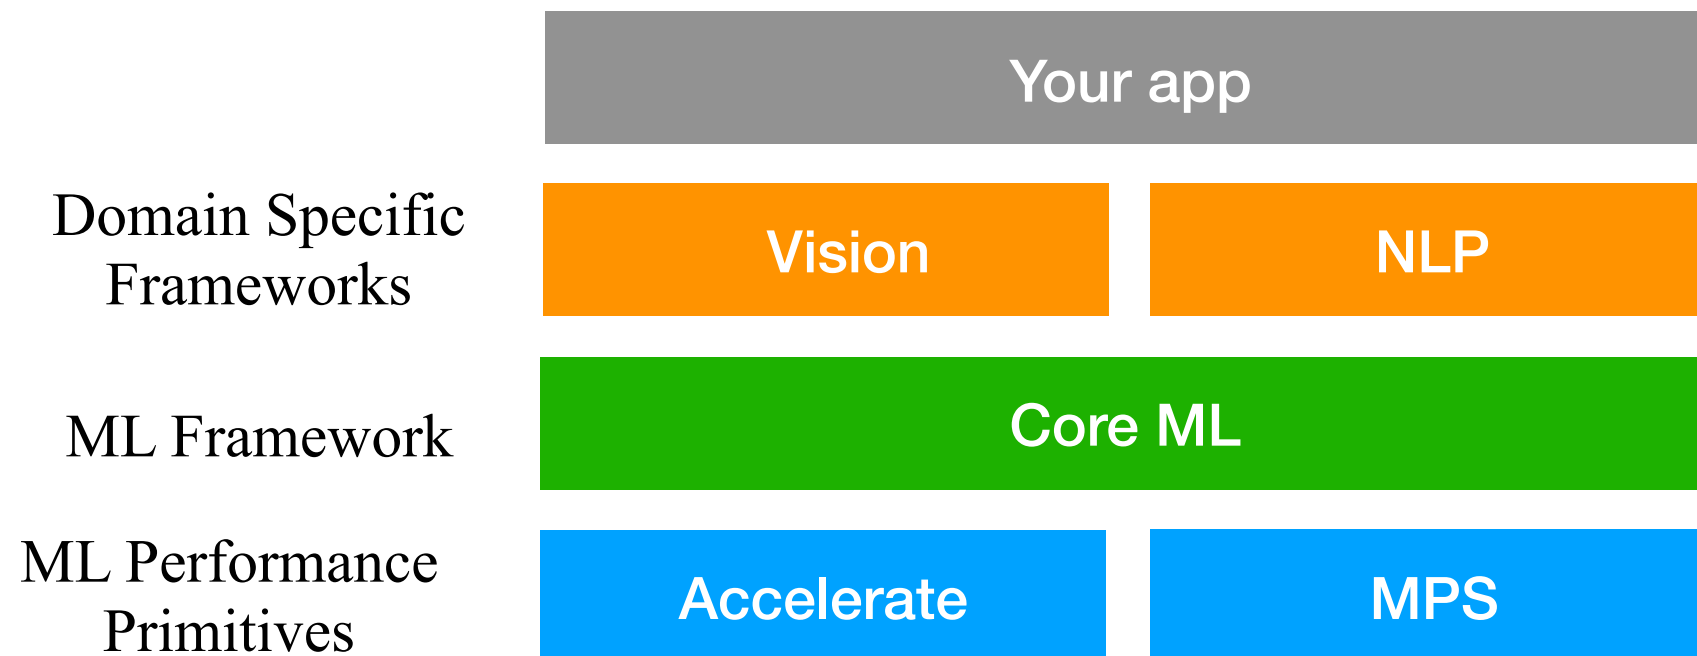 Your app
Domain Specific
Frameworks
Vision
NLP
ML Framework
Core ML
ML Performance
Primitives
Accelerate
MPS